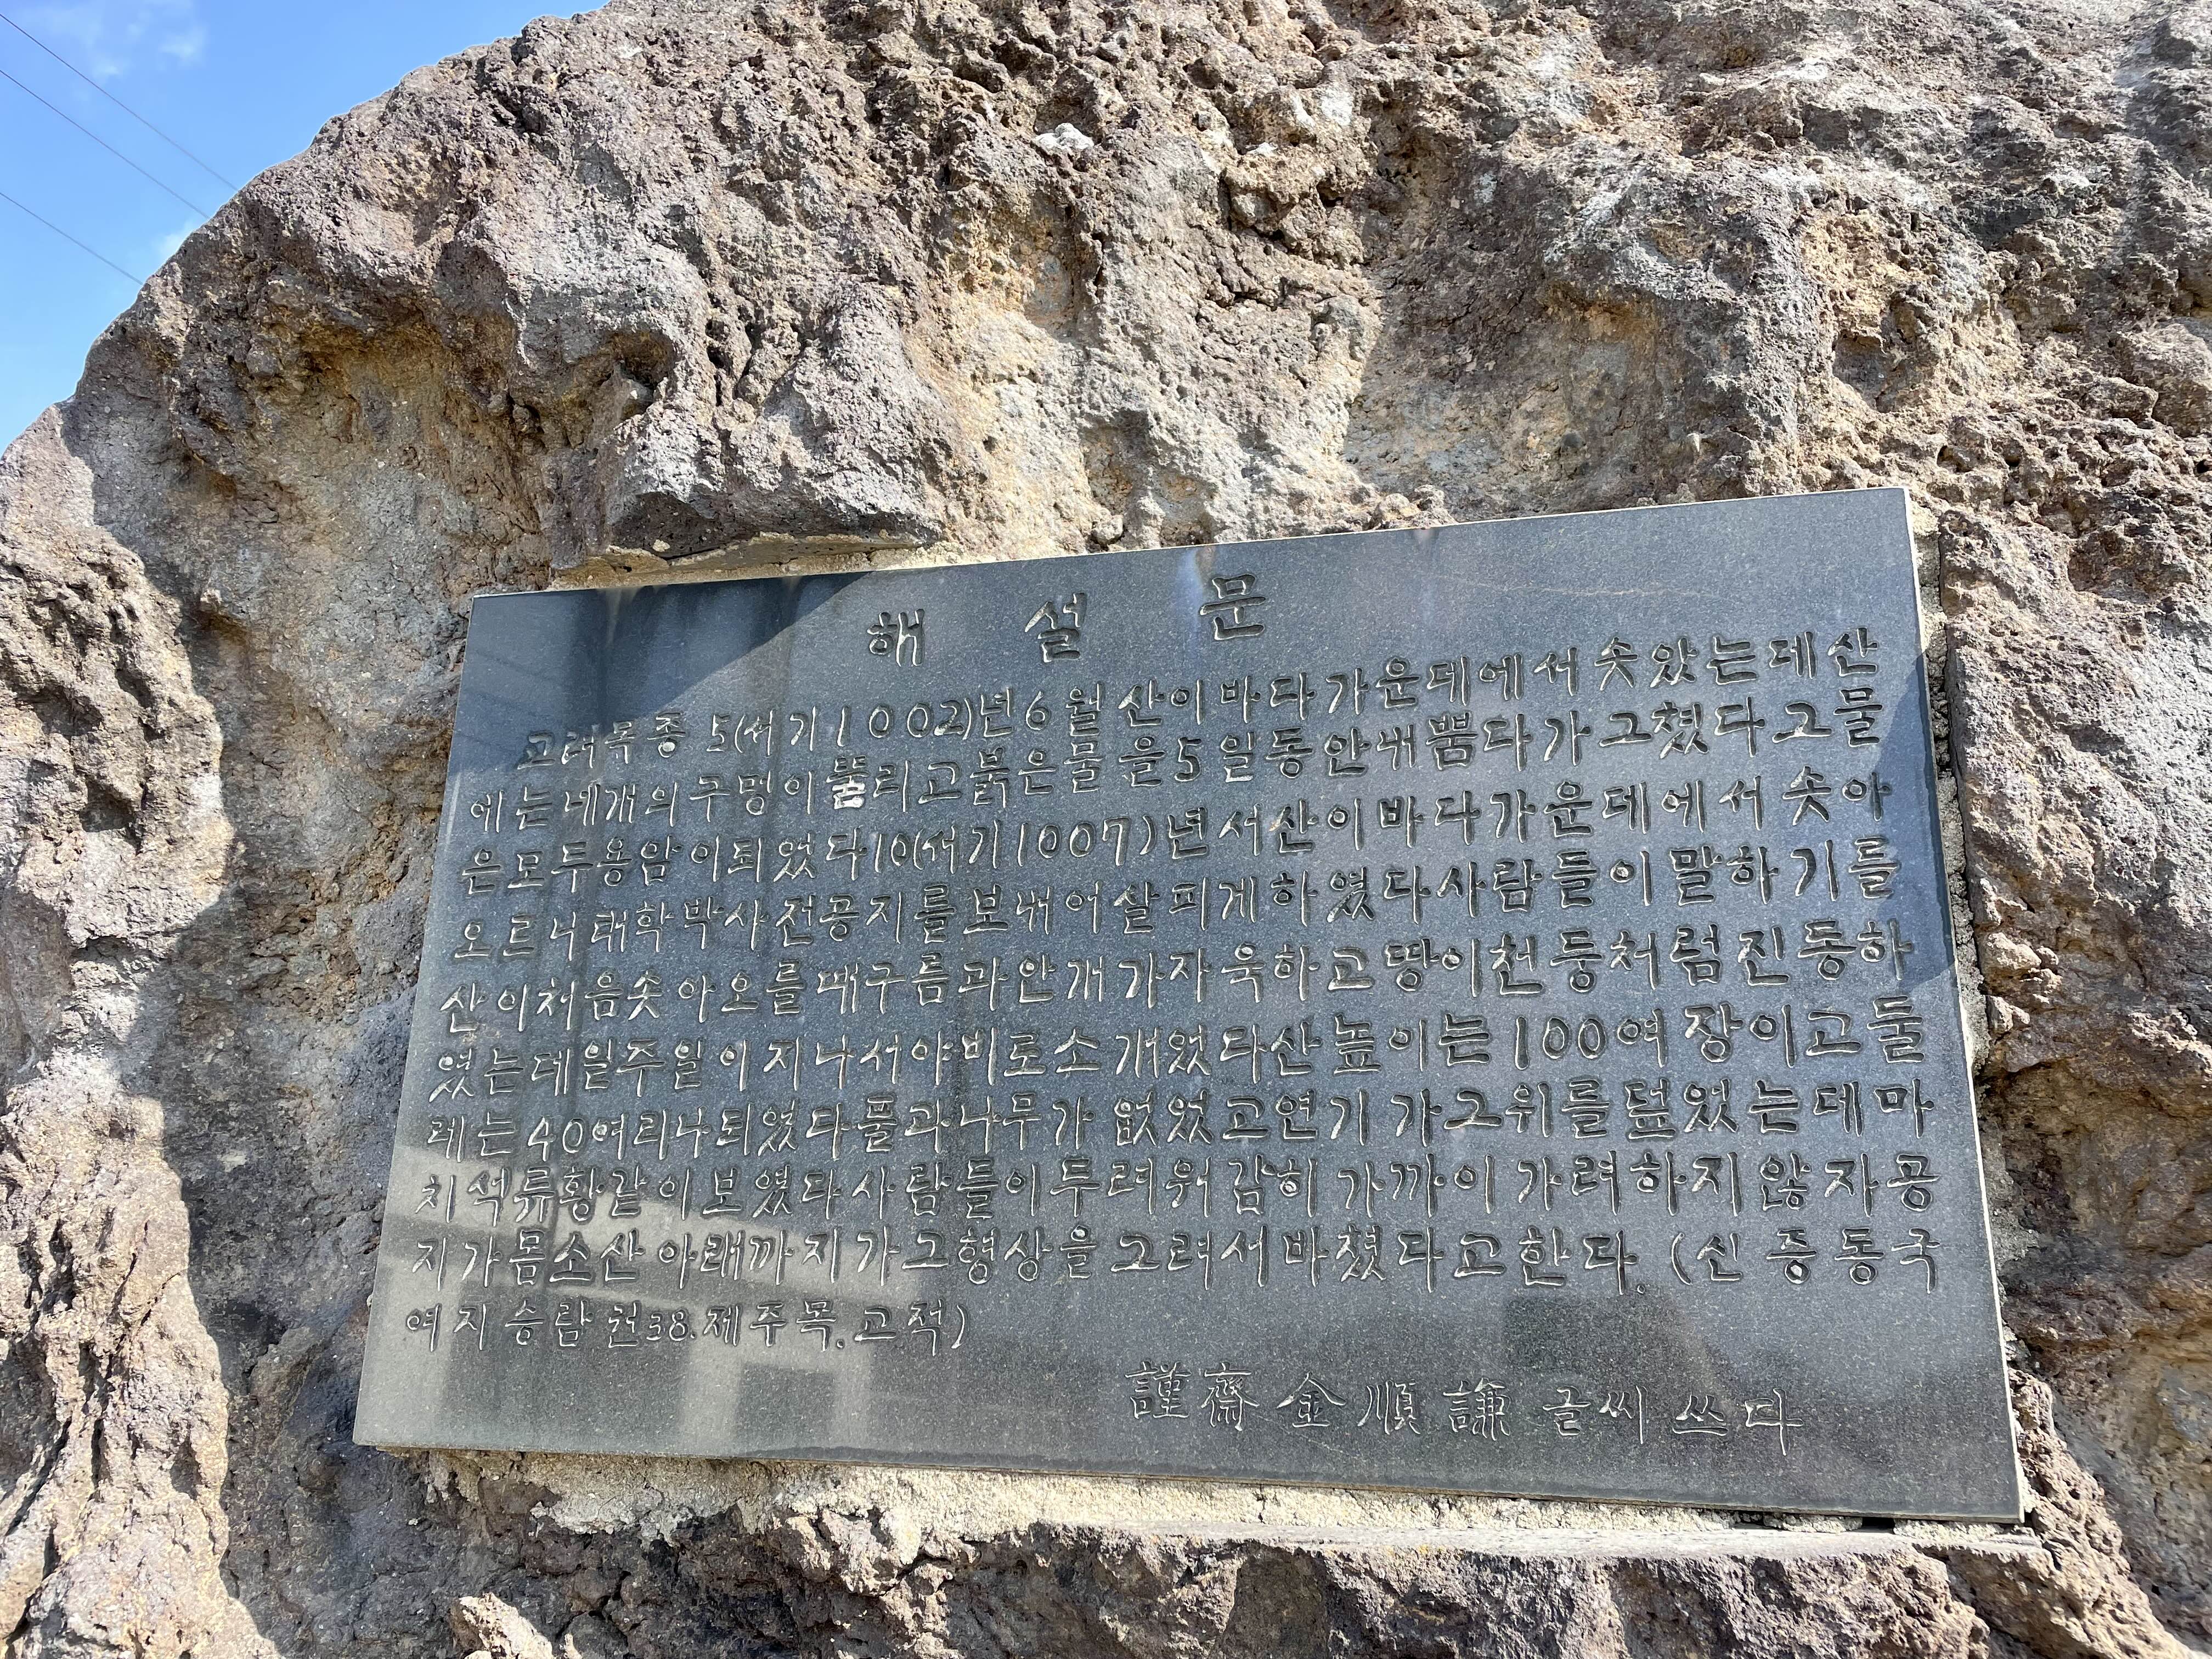 해 설 문
고려목종 5(서기1002)년6월 산이바다가운데에서솟았는데산
에는네개의구멍이뚫리고붉은물을5일동안내뿜다가그쳤다그물
은모두용암이되었다10(서기1007)년서산이바다가운데에서솟아
오르니태학박사전공지를보내어살피게하였다사람들이말하기를
산이처음솟아오를때구름과안개가자욱하고땅이천둥처럼진동하
였는데일주일이지나서야비로소개었다산높이는100여장이고둘
레는40여리나되었다풀과나무가없었고연기가그위를덮었는데마
치석류황같이보였다사람들이두려워감히가까이가려하지않자공
지가몸소산아래까지가그형상을그려서바쳤다고한다. (신증동국
여지승람 권38.제주목.고적)
謹齋 金順謙 글씨 쓰다